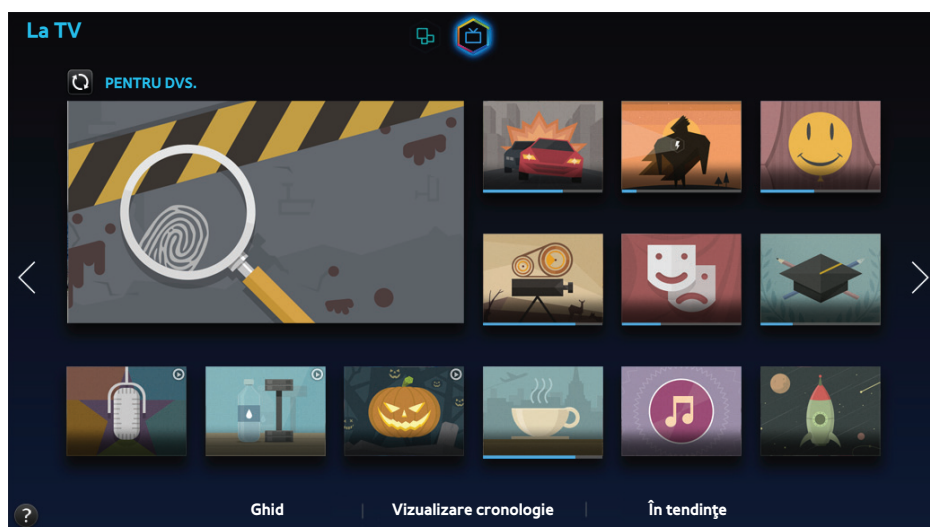 La TV
PENTRU DVS.
?
Ghid
Vizualizare cronologie
În tendinţe